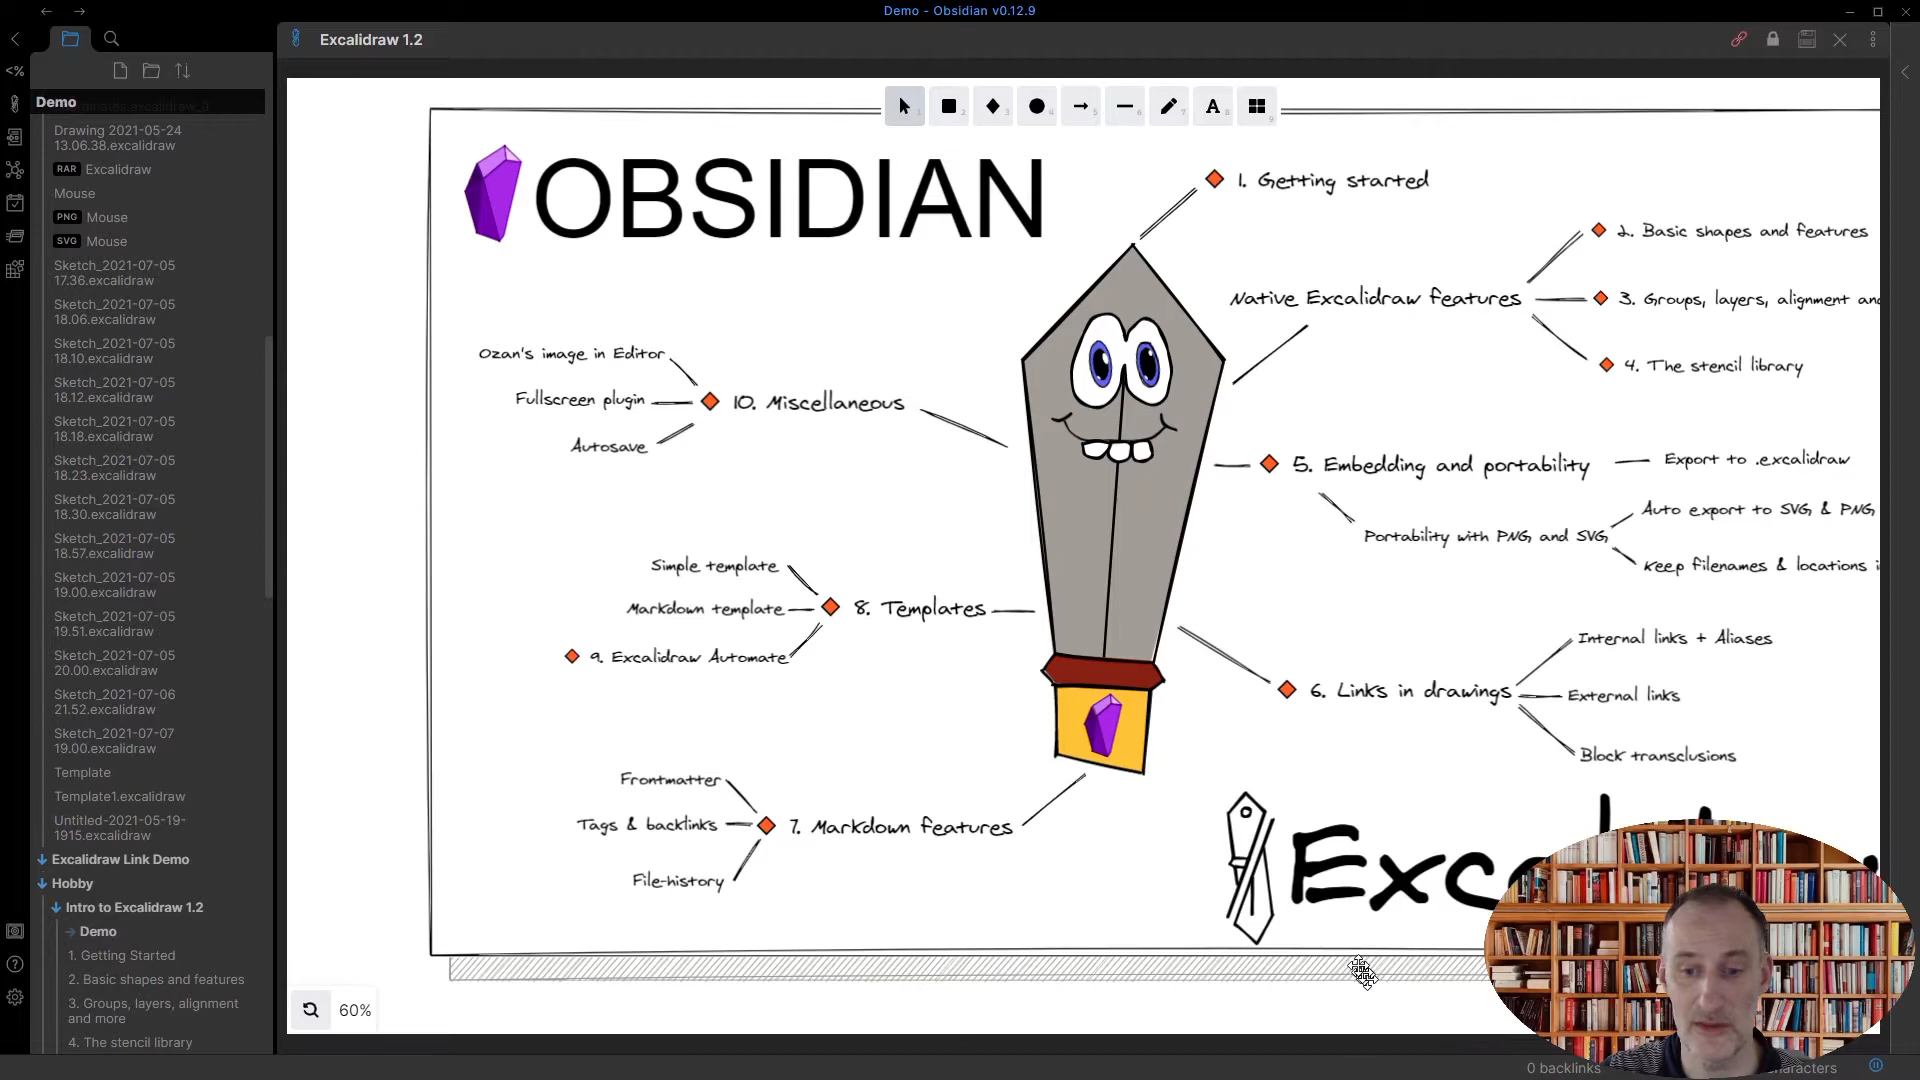 Demo - Obsidian v0.12.9
Excalidraw 1.2
Demo
Drawing 2021-05-24
13.06.38.excalidraw
RAR Excalidraw
Mouse
PNG Mouse
SVG Mouse
Sketch_2021-07-05
17.36.excalidraw
Sketch_2021-07-05
18.06.excalidraw
Sketch_2021-07-05
18.10.excalidraw
Sketch_2021-07-05
18.12.excalidraw
Sketch_2021-07-05
18.18.excalidraw
Sketch_2021-07-05
18.23.excalidraw
Sketch_2021-07-05
18.30.excalidraw
Sketch_2021-07-05
18.57.excalidraw
Sketch_2021-07-05
19.00.excalidraw
Sketch_2021-07-05
19.51.excalidraw
Sketch_2021-07-05
20.00.excalidraw
Sketch_2021-07-06
21.52.excalidraw
Sketch_2021-07-07
19.00.excalidraw
Template
Template1.excalidraw
Untitled-2021-05-19-
1915.excalidraw
Excalidraw Link Demo
Hobby
Intro to Excalidraw 1.2
Demo
1. Getting Started
2. Basic shapes and features
3. Groups, layers, alignment
and more
4. The stencil library
OBSIDIAN
1. Getting started
Native Excalidraw features
2. Basic shapes and features
3. Groups, layers, alignment and
4. The stencil library
5. Embedding and portability
Export to .excalidraw
Portability with PNG and SVG
Auto export to SVG & PNG
Keep filenames & locations i
6. Links in drawings
Internal links + Aliases
External links
Block transclusions
10. Miscellaneous
Ozan's image in Editor
Fullscreen plugin
Autosave
8. Templates
Simple template
Markdown template
9. Excalidraw Automate
7. Markdown features
Frontmatter
Tags & backlinks
File-history
Exc
60%
0 backlinks
characters